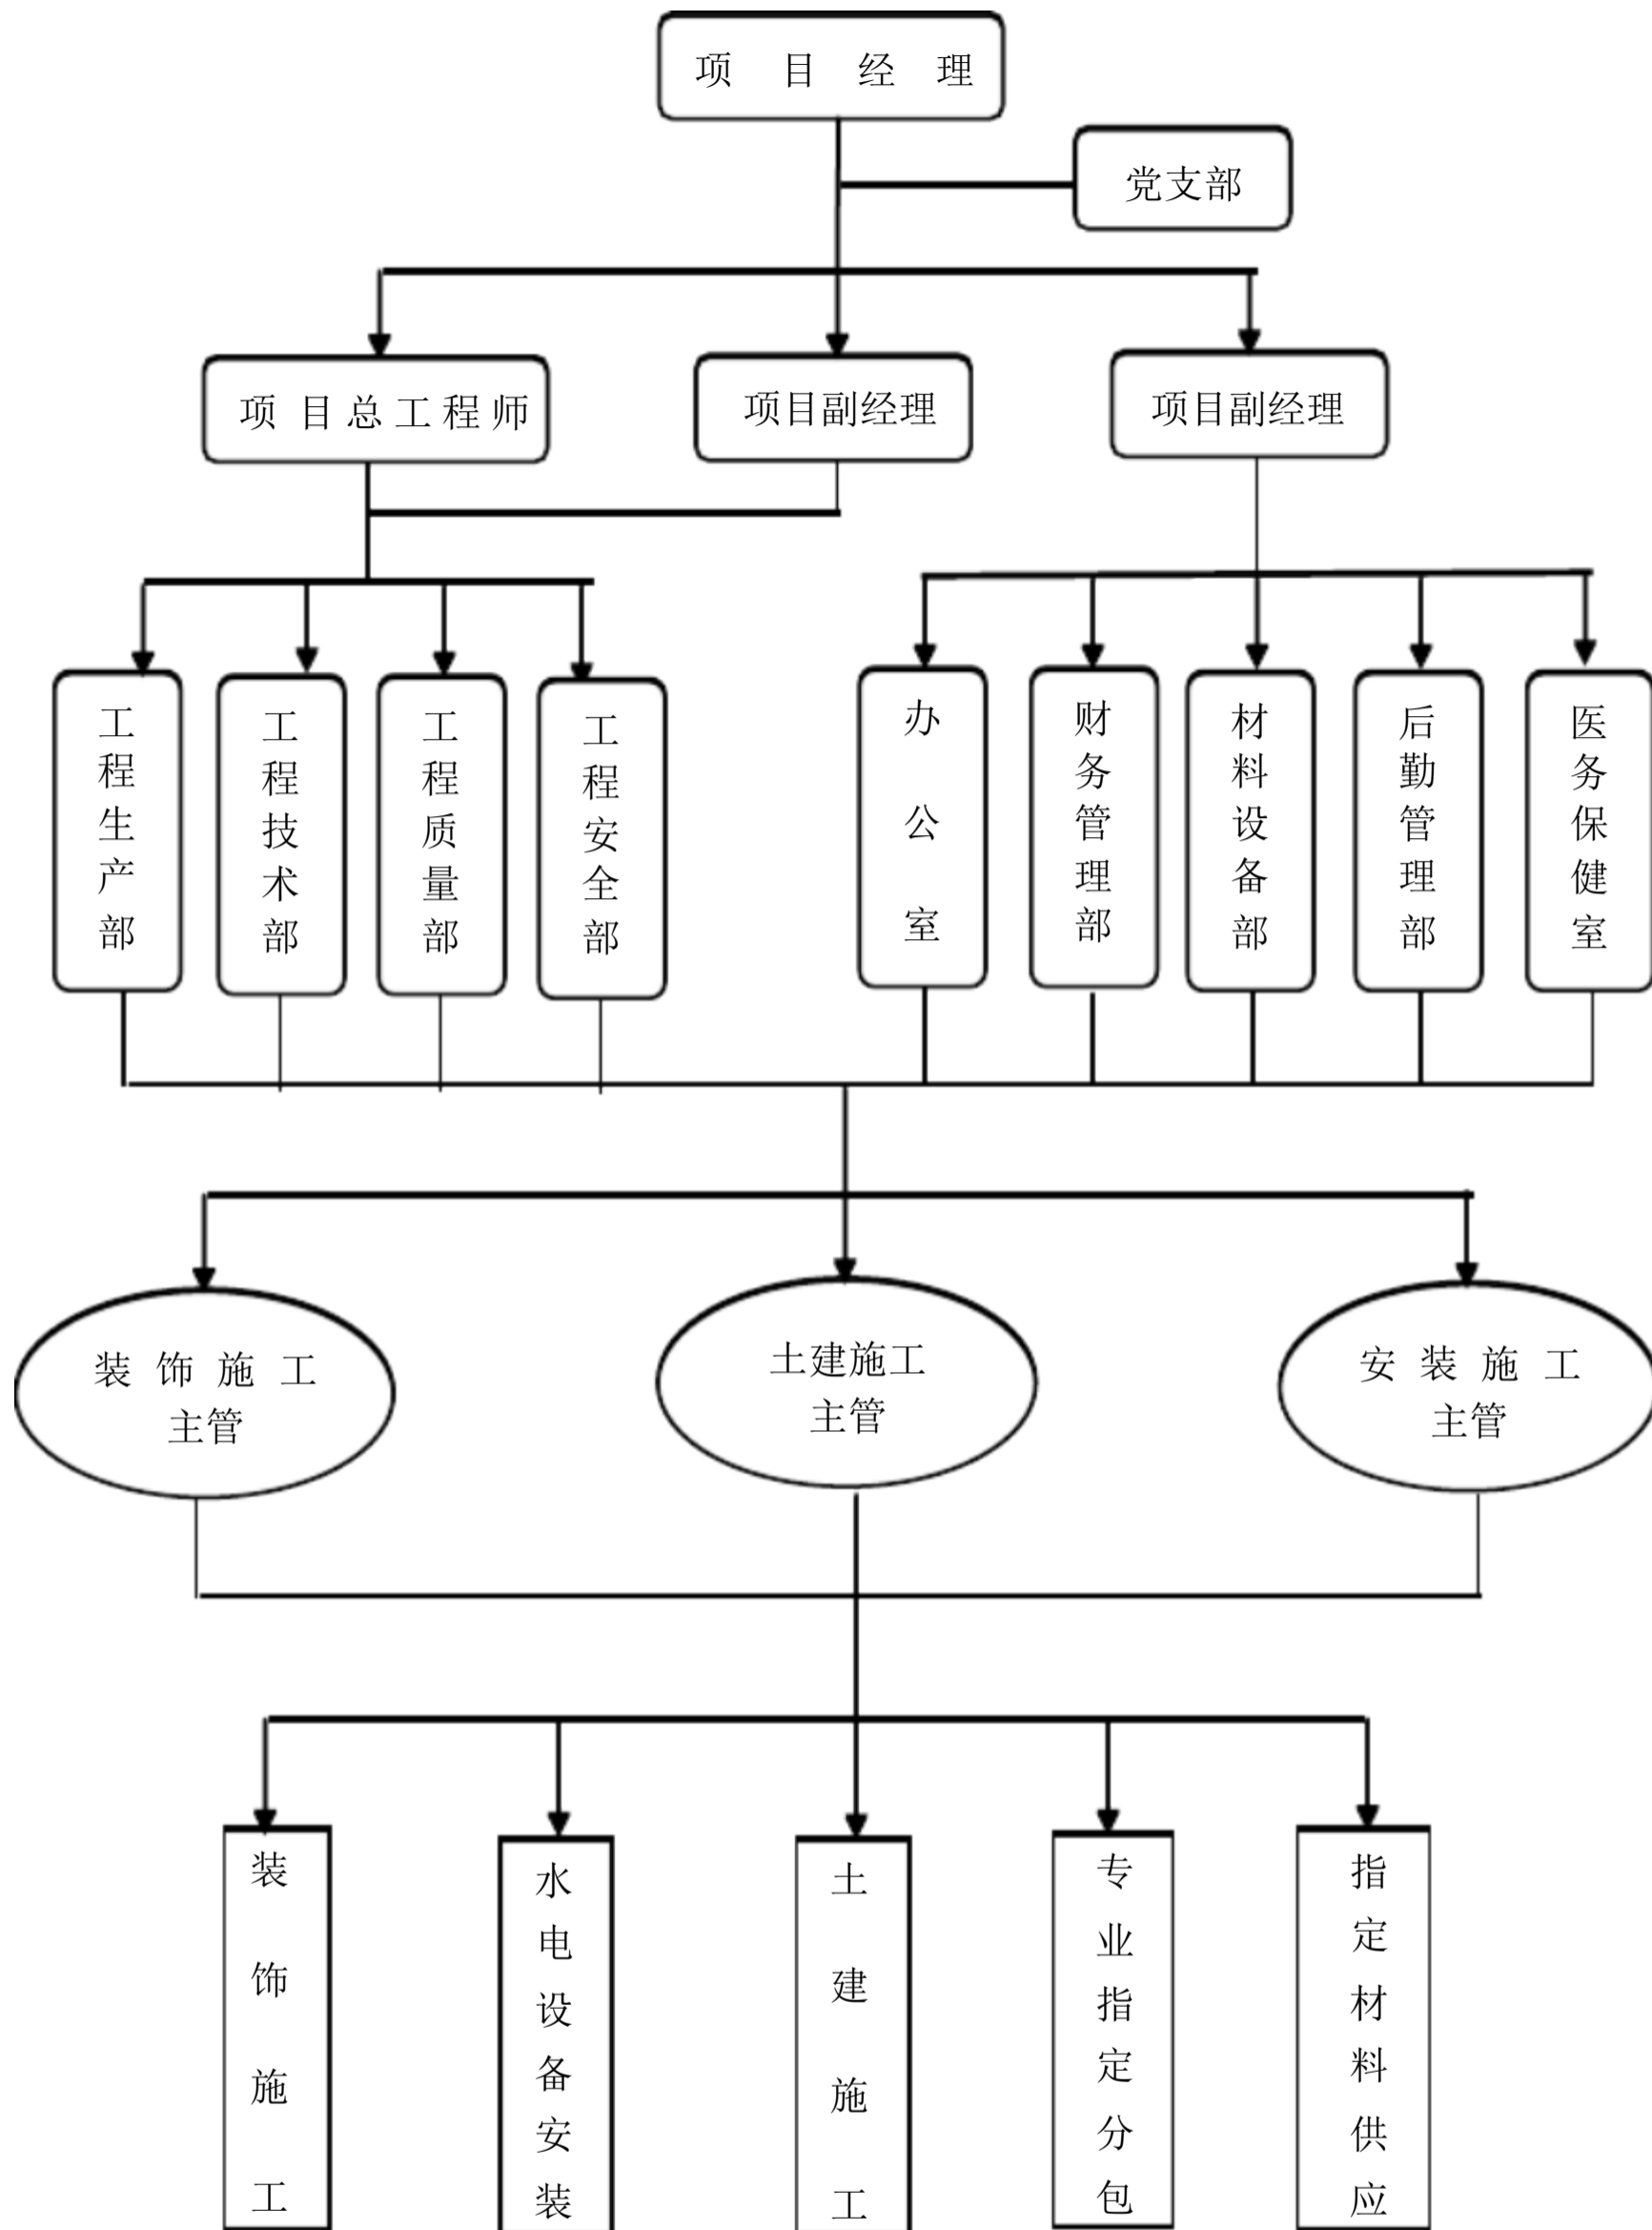 项目经理
党支部
项目总工程师
项目副经理
项目副经理
工程生产部
工程技术部
工程质量部
工程安全部
办公室
财务管理部
材料设备部
后勤管理部
医务保健室
装饰施工
主管
土建施工
主管
安装施工
主管
装饰施工
水电设备安装
土建施工
专业指定分包
指定材料供应